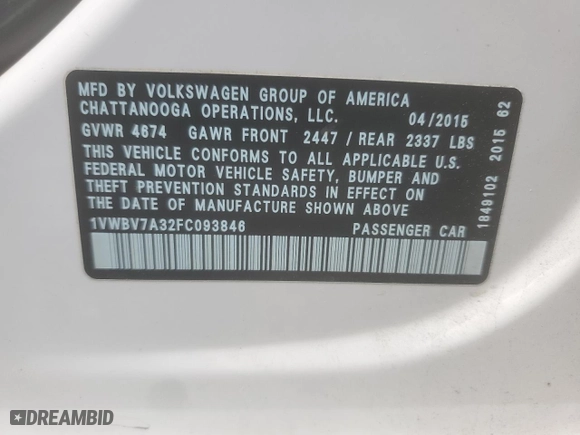 MFD BY VOLKSWAGEN GROUP OF AMERICA
CHATTANOOGA OPERATIONS, LLC. 04/2015
GVWR 4674 GAWR FRONT 2447 / REAR 2337 LBS
THIS VEHICLE CONFORMS TO ALL APPLICABLE U.S.
FEDERAL MOTOR VEHICLE SAFETY, BUMPER AND
THEFT PREVENTION STANDARDS IN EFFECT ON
THE DATE OF MANUFACTURE SHOWN ABOVE
1VWBV7A32FC093846 PASSENGER CAR
1849102 2015 62
DREAMBID